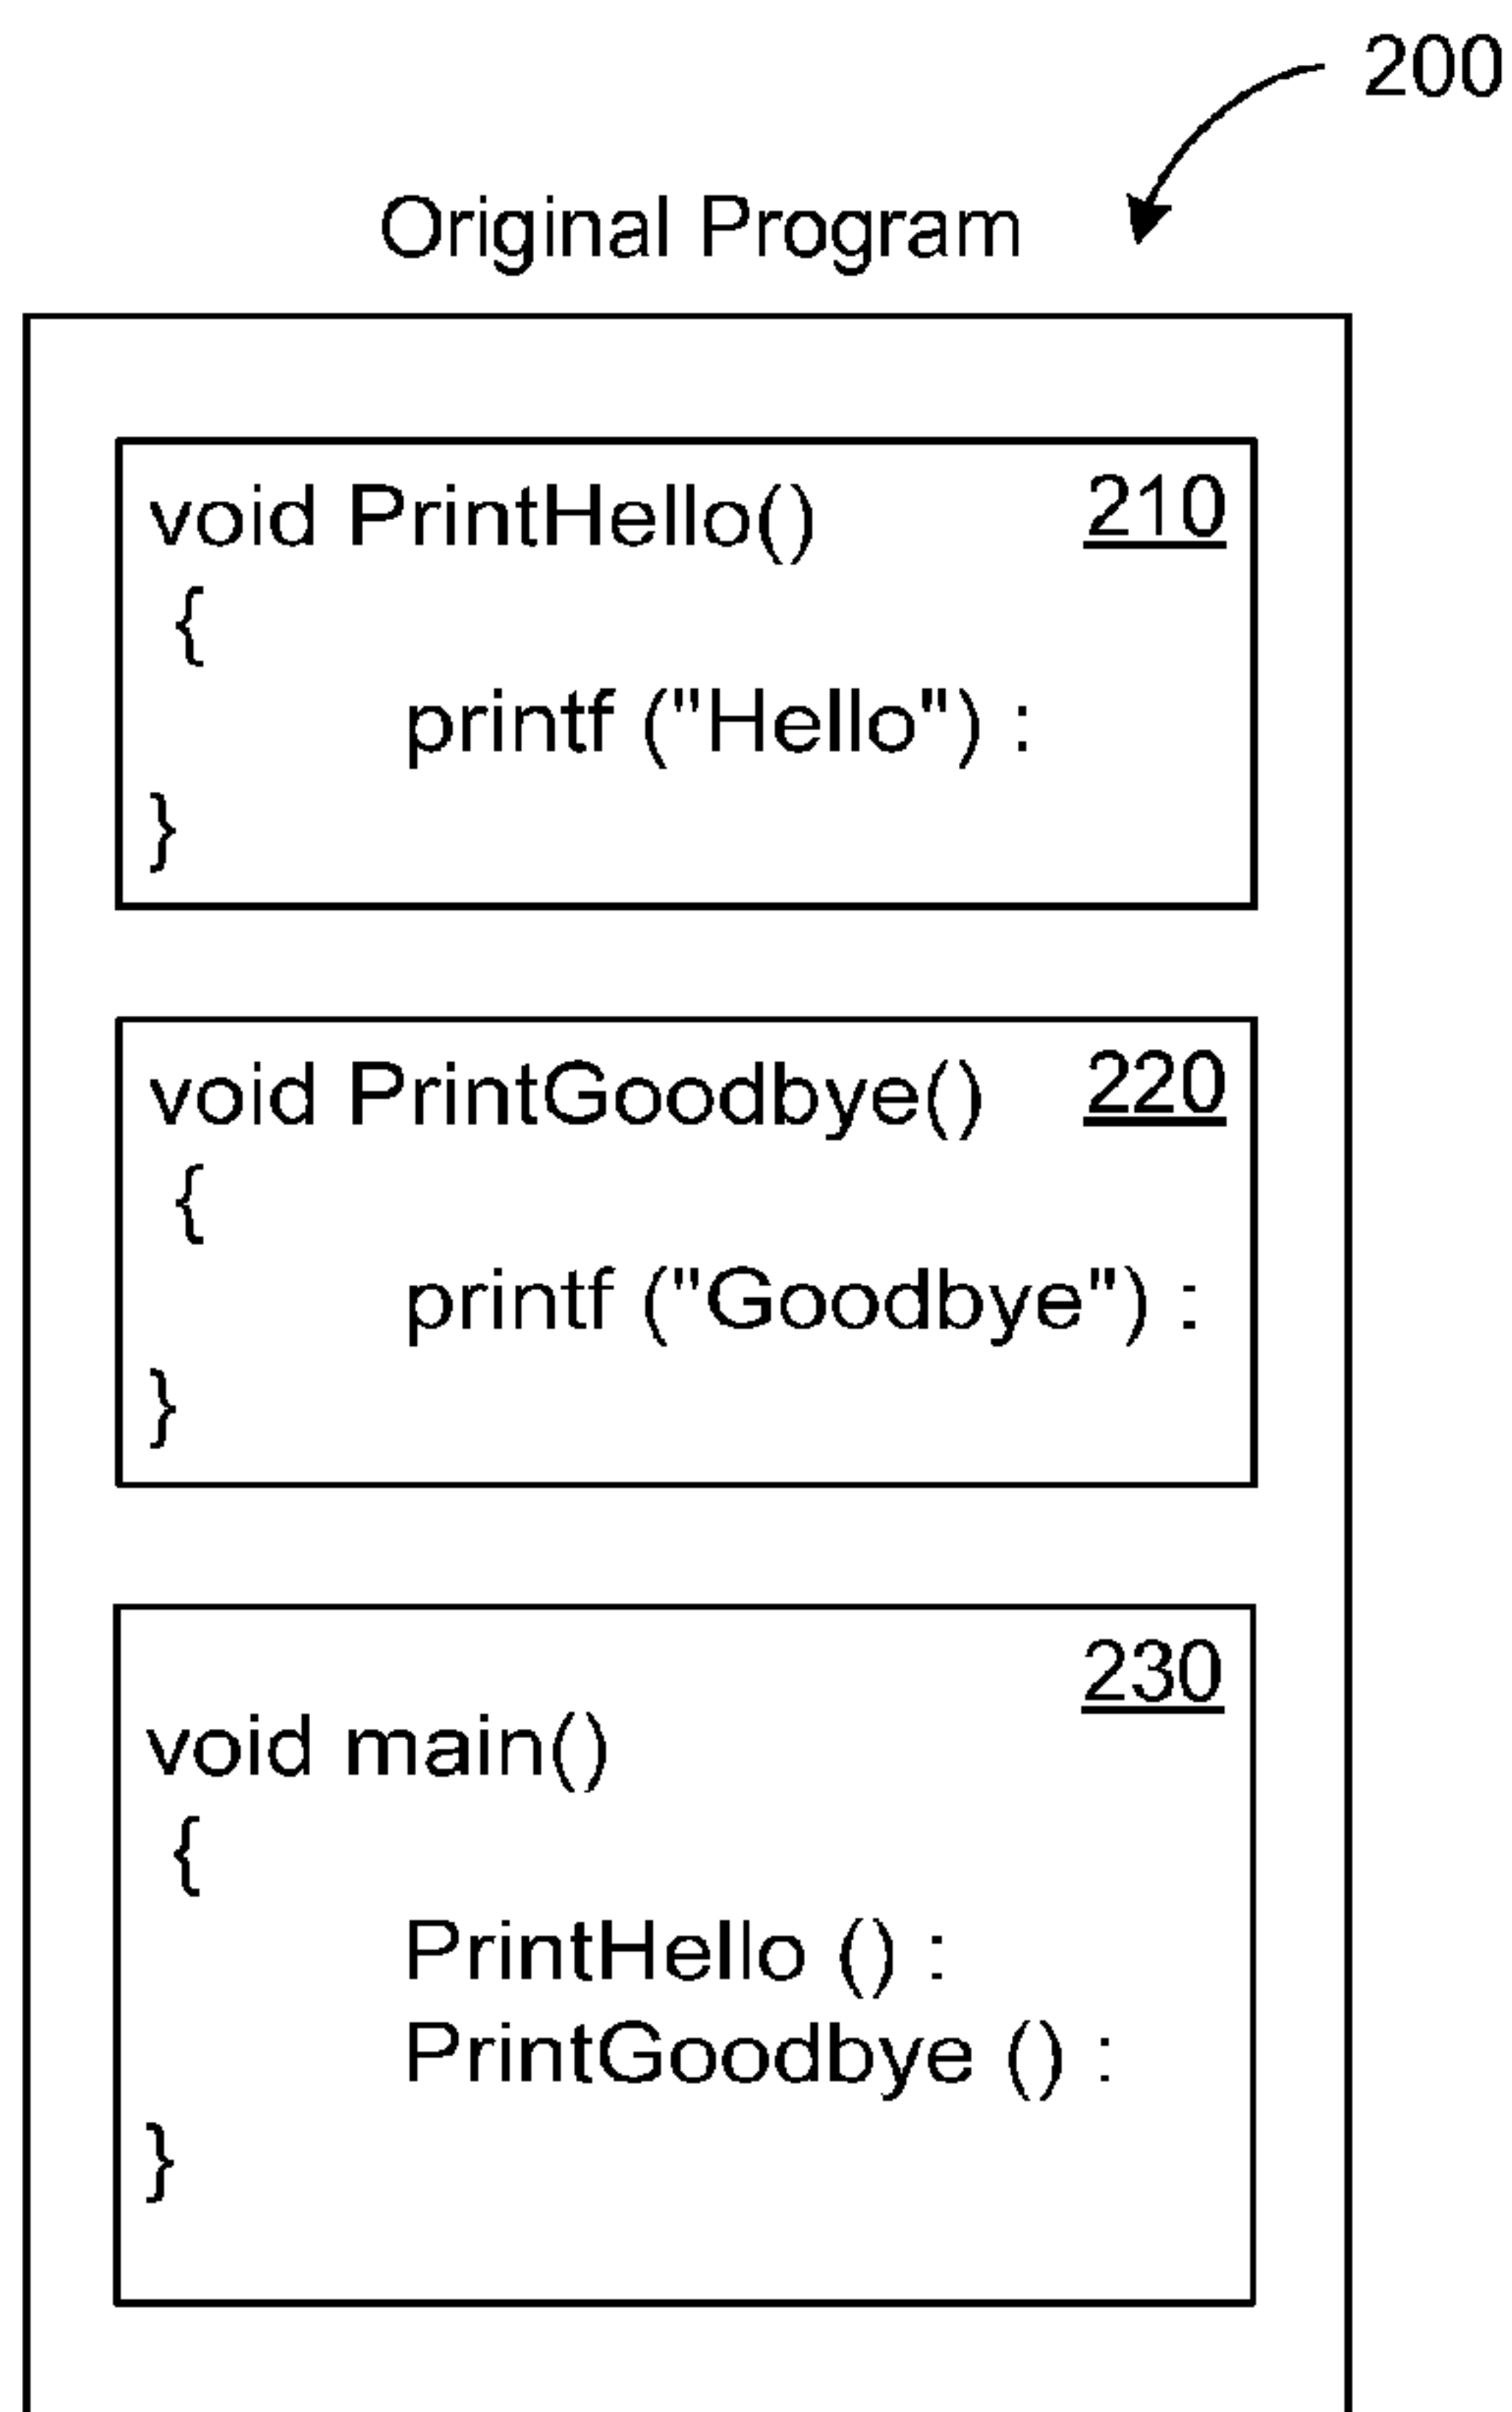 200
Original Program
void PrintHello() 210
{
printf ("Hello") :
}
void PrintGoodbye() 220
{
printf ("Goodbye") :
}
230
void main()
{
PrintHello () :
PrintGoodbye () :
}